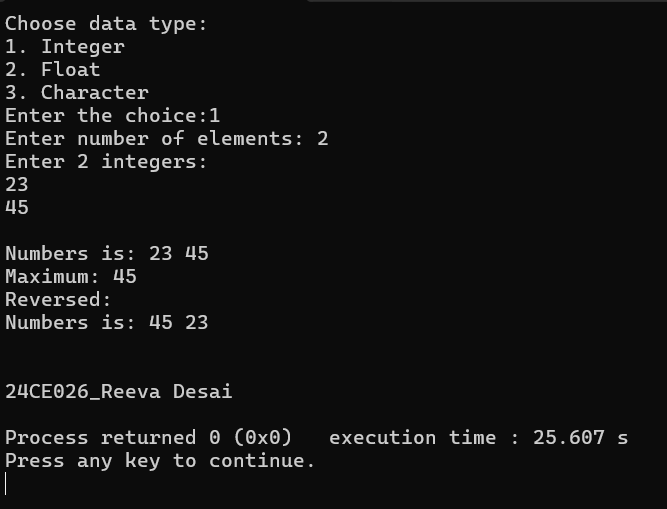 Choose data type:
1. Integer
2. Float
3. Character
Enter the choice:1
Enter number of elements: 2
Enter 2 integers:
23
45
Numbers is: 23 45
Maximum: 45
Reversed:
Numbers is: 45 23
24CE026_Reeva Desai
Process returned 0 (0x0)   execution time : 25.607 s
Press any key to continue.